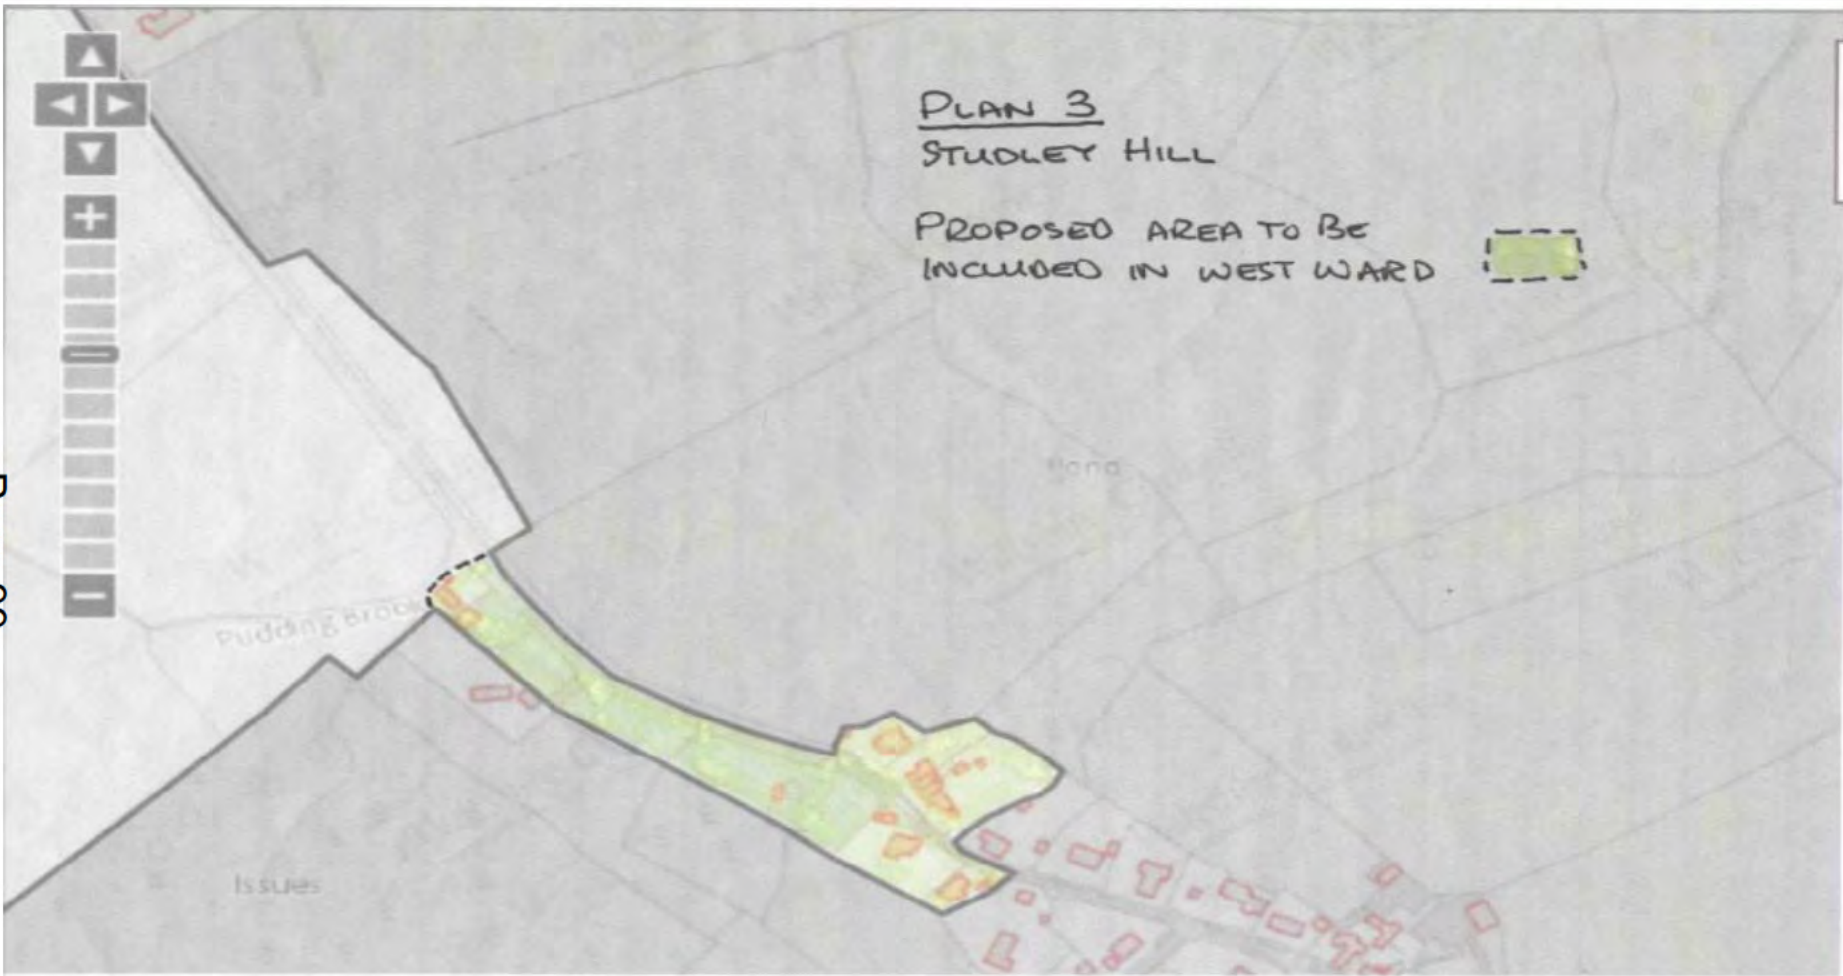 PLAN 3
STUDLEY HILL
PROPOSED AREA TO BE
INCLUDED IN WEST WARD
Pond
Pudding Brook
Issues